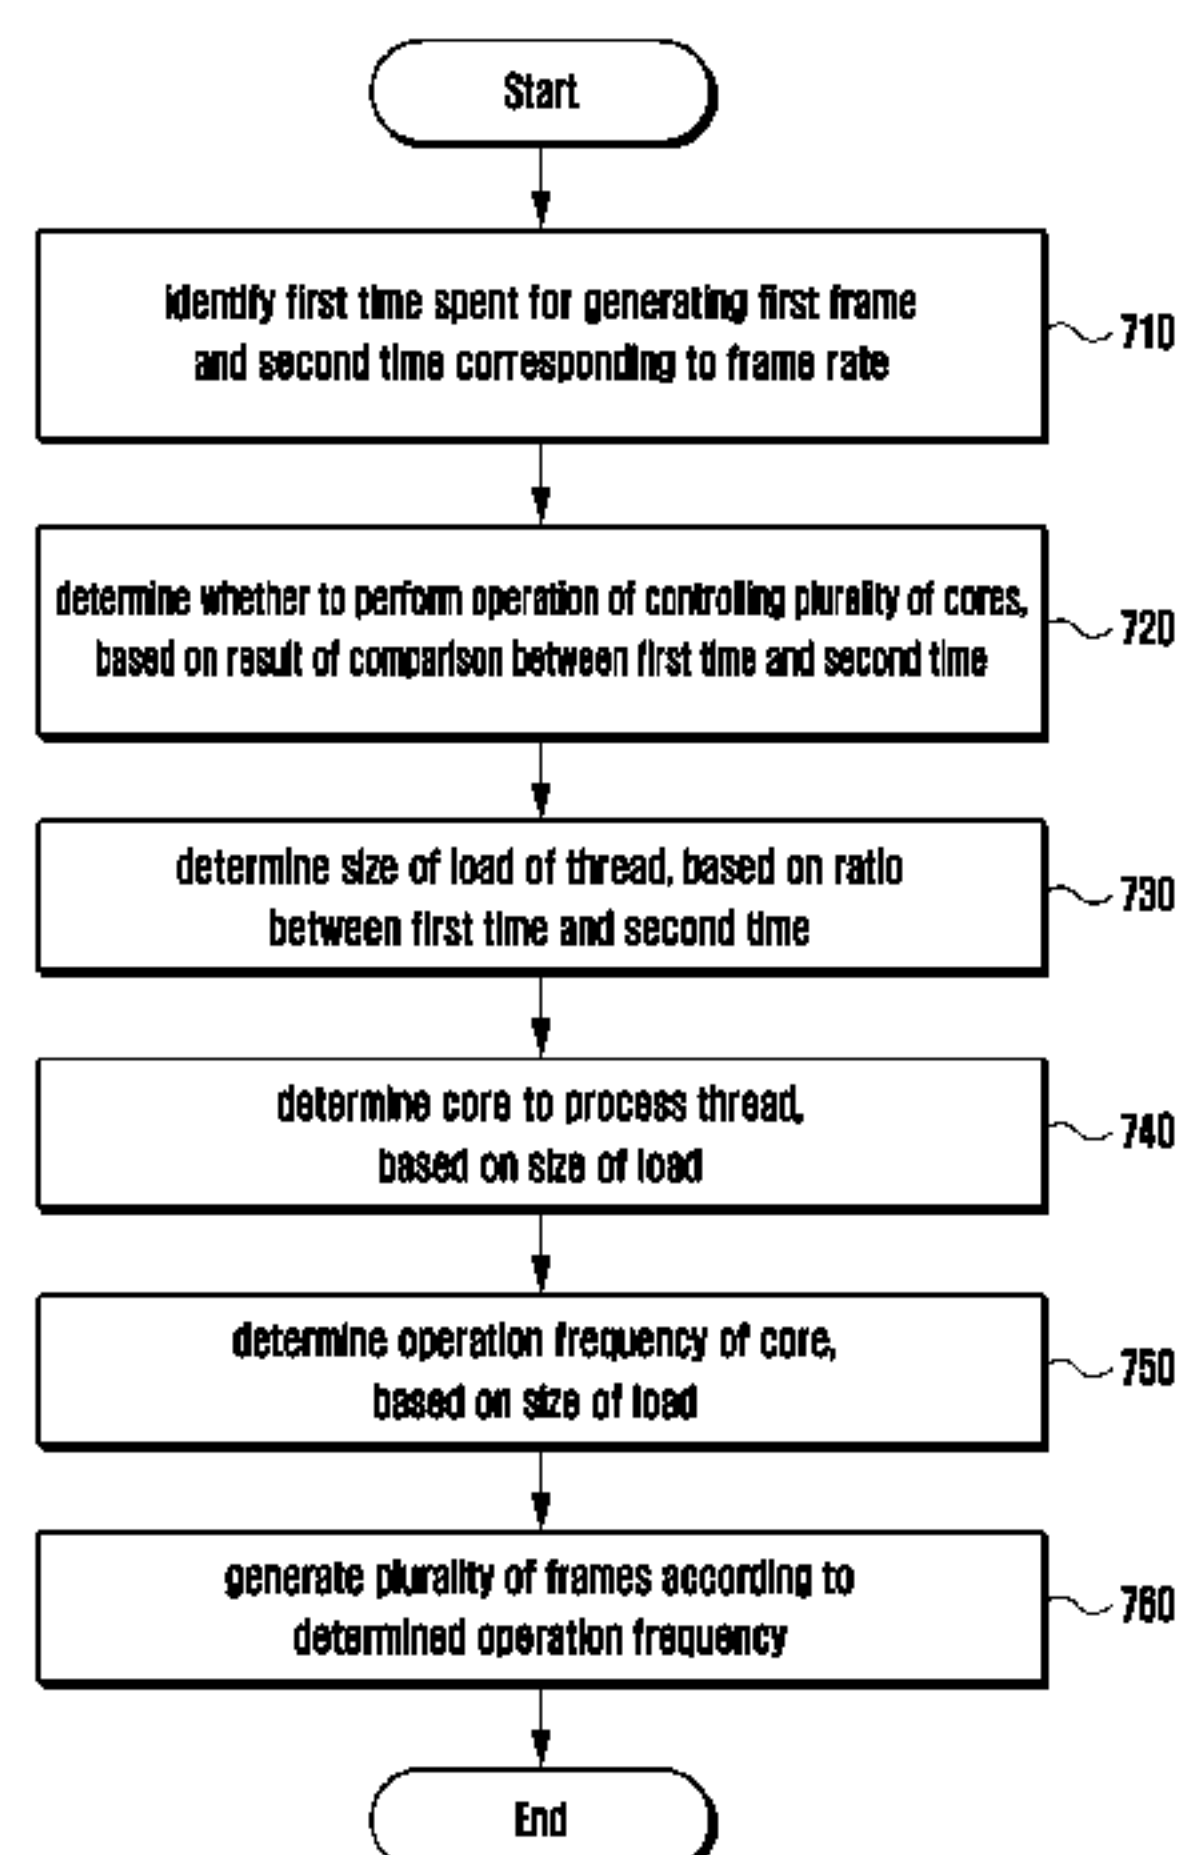 Start
identify first time spent for generating first frame
and second time corresponding to frame rate
710
determine whether to perform operation of controlling plurality of cores,
based on result of comparison between first time and second time
720
determine size of load of thread, based on ratio
between first time and second time
730
determine core to process thread,
based on size of load
740
determine operation frequency of core,
based on size of load
750
generate plurality of frames according to
determined operation frequency
760
End